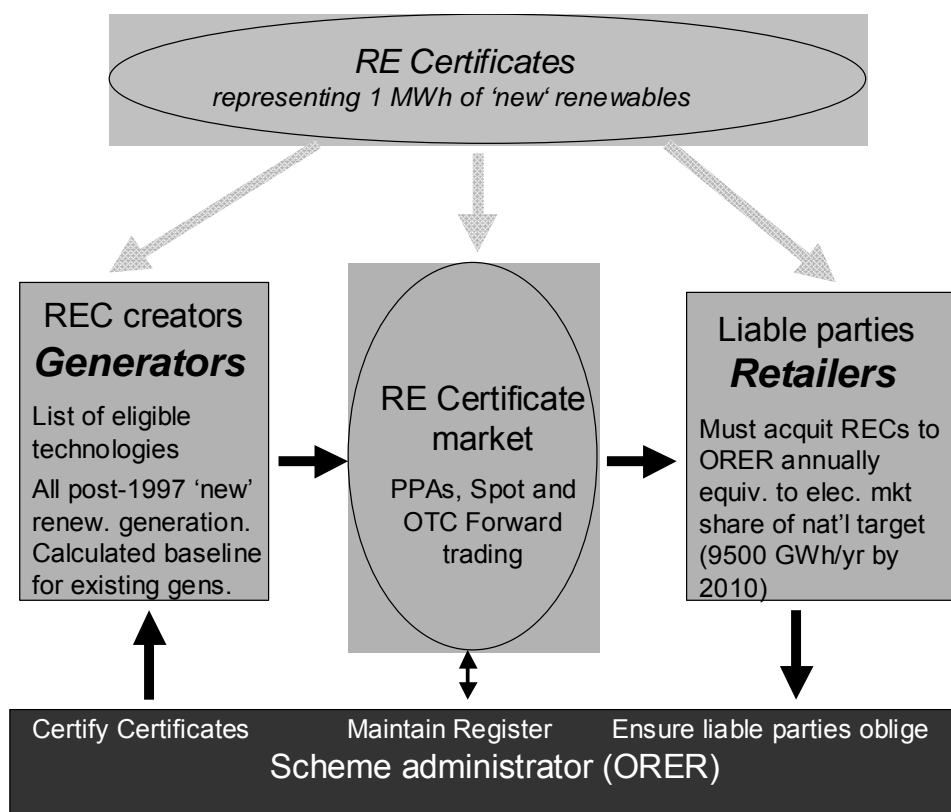 RE Certificates
representing 1 MWh of ‘new‘ renewables
REC creators
Generators
List of eligible
technologies
All post-1997 ‘new’
renew. generation.
Calculated baseline
for existing gens.
RE Certificate
market
PPAs, Spot and
OTC Forward
trading
Liable parties
Retailers
Must acquit RECs to
ORER annually
equiv. to elec. mkt
share of nat’l target
(9500 GWh/yr by
2010)
Certify Certificates
Maintain Register
Ensure liable parties oblige
Scheme administrator (ORER)